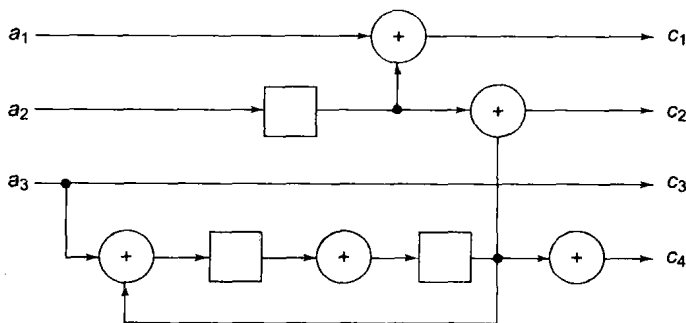 a₁ + c₁
a₂ + c₂
a₃ c₃
+ + + c₄